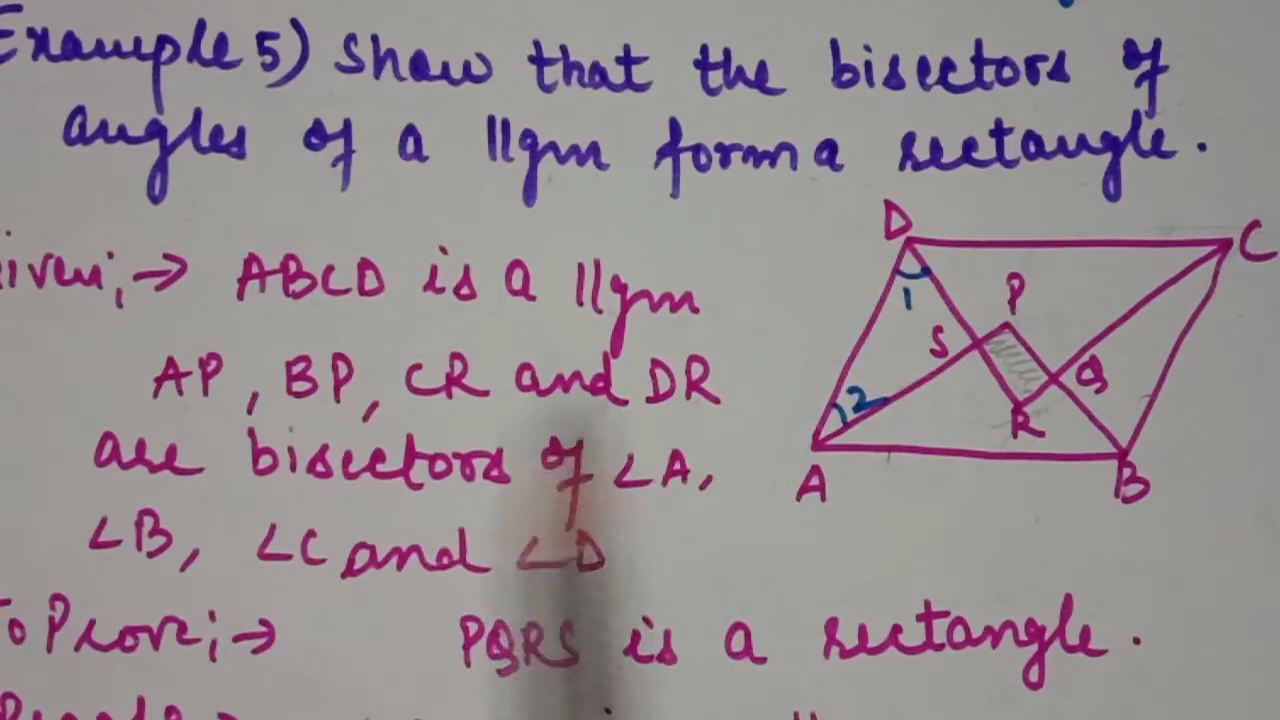 Example 5) Show that the bisectors of
angles of a ||gm form a rectangle.
Given;→ ABCD is a ||gm
AP, BP, CR and DR
are bisectors of ∠A,
∠B, ∠C and ∠D
To Prove;→ PQRS is a rectangle.
D
C
1
P
S
Q
2
R
A
B